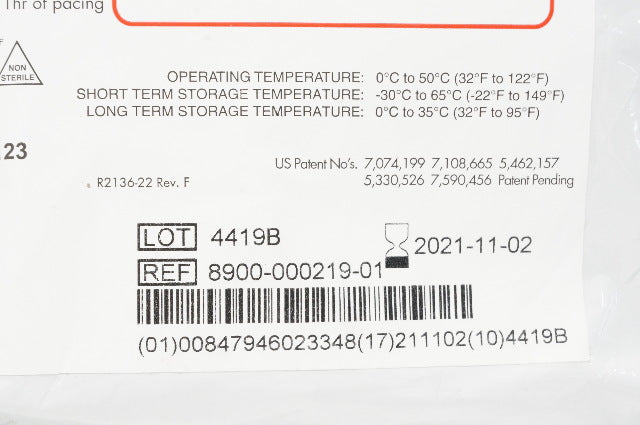 1hr of pacing
NON
STERILE
OPERATING TEMPERATURE: 0°C to 50°C (32°F to 122°F)
SHORT TERM STORAGE TEMPERATURE: -30°C to 65°C (-22°F to 149°F)
LONG TERM STORAGE TEMPERATURE: 0°C to 35°C (32°F to 95°F)
23
US Patent No's. 7,074,199 7,108,665 5,462,157
5,330,526 7,590,456 Patent Pending
R2136-22 Rev. F
LOT 4419B 2021-11-02
REF 8900-000219-01
(01)00847946023348(17)211102(10)4419B